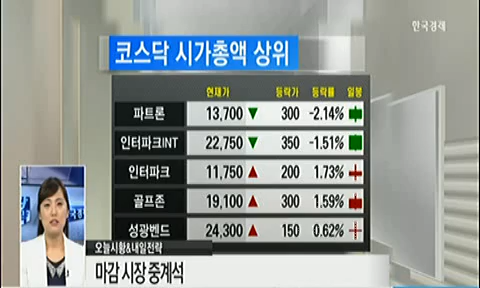 한국경제
코스닥 시가총액 상위
현재가 등락가 등락률 일봉
파트론 13,700 ▼ 300 -2.14%
인터파크INT 22,750 ▼ 350 -1.51%
인터파크 11,750 ▲ 200 1.73%
골프존 19,100 ▲ 300 1.59%
성광벤드 24,300 ▲ 150 0.62%
오늘시황&내일전략
마감 시장 중계석